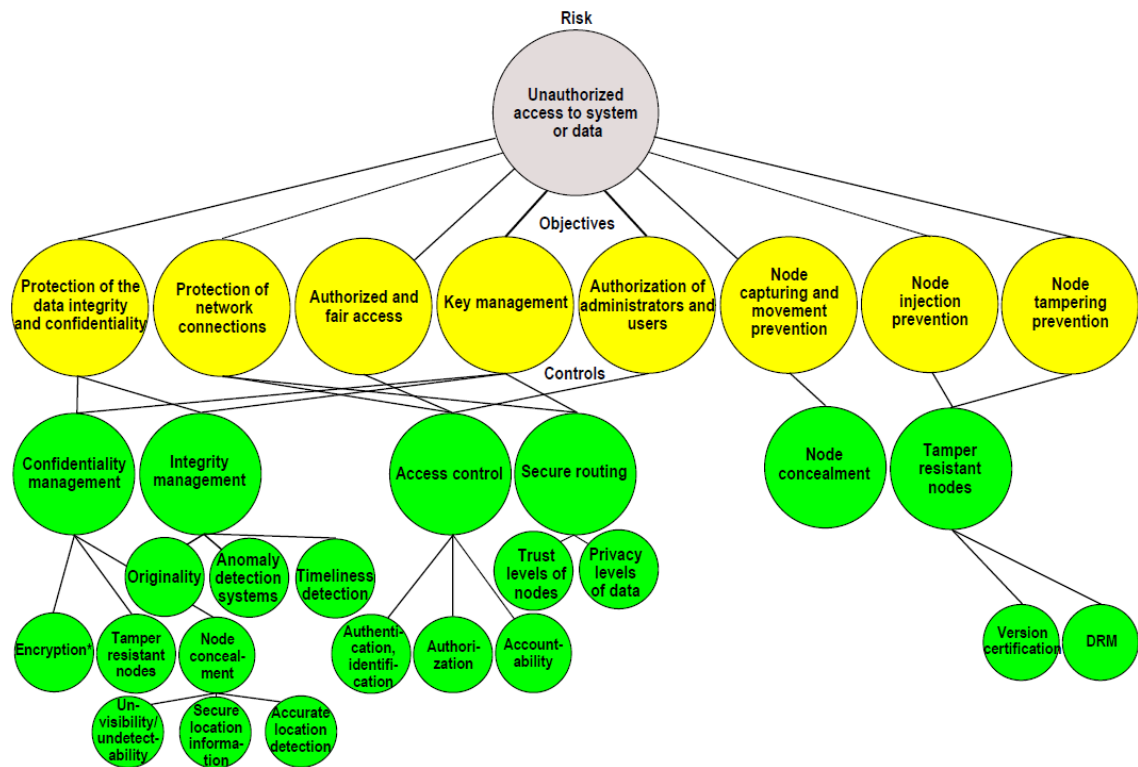 Risk
Unauthorized
access to system
or data
Objectives
Protection of the
data integrity
and confidentiality
Protection of
network
connections
Authorized and
fair access
Key management
Authorization of
administrators and
users
Node
capturing and
movement
prevention
Node
injection
prevention
Node
tampering
prevention
Controls
Confidentiality
management
Integrity
management
Access control
Secure routing
Node
concealment
Tamper
resistant
nodes
Originality
Anomaly
detection
systems
Timeliness
detection
Trust
levels of
nodes
Privacy
levels
of data
Encryption*
Tamper
resistant
nodes
Node
conceal-
ment
Authenti-
cation,
identifi-
cation
Authori-
zation
Account-
ability
Version
certification
DRM
Un-
visibility/
undetect-
ability
Secure
location
informa-
tion
Accurate
location
detection